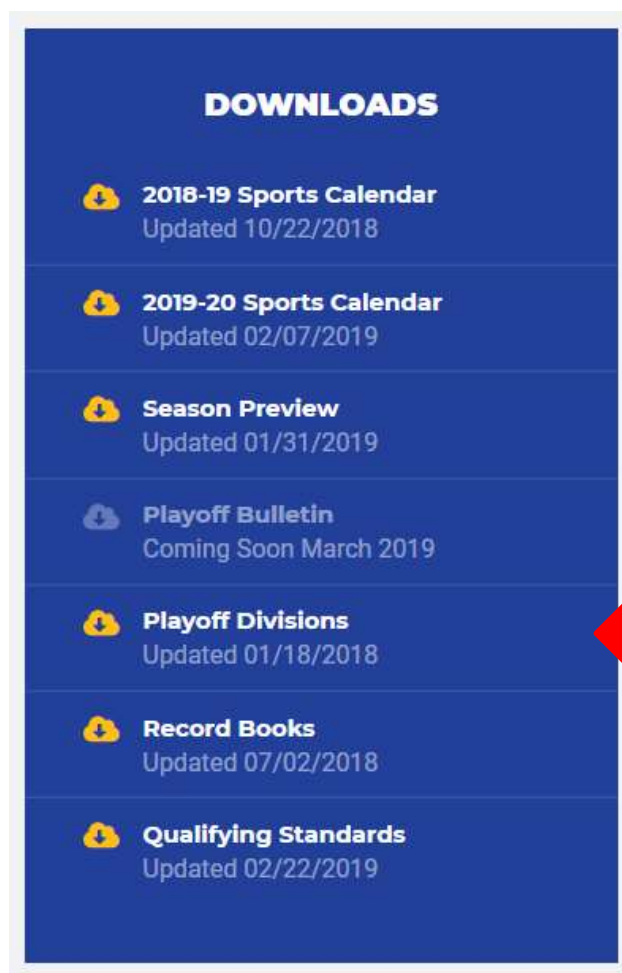 DOWNLOADS
2018-19 Sports Calendar
Updated 10/22/2018
2019-20 Sports Calendar
Updated 02/07/2019
Season Preview
Updated 01/31/2019
Playoff Bulletin
Coming Soon March 2019
Playoff Divisions
Updated 01/18/2018
Record Books
Updated 07/02/2018
Qualifying Standards
Updated 02/22/2019